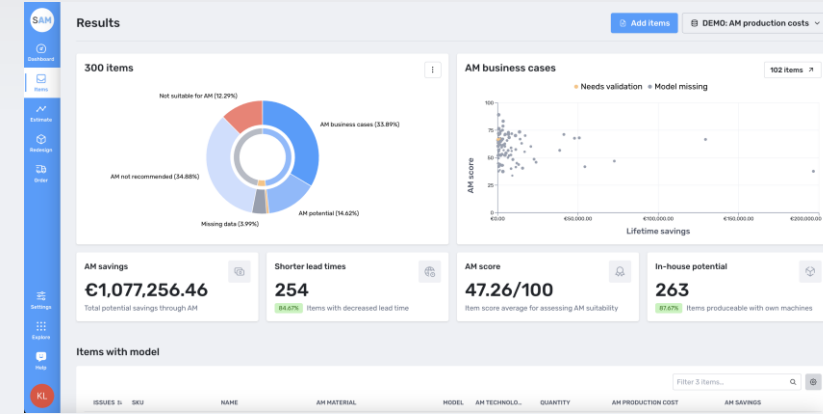 SAM
Results
Add items
DEMO: AM production costs
Dashboard
Items
Estimate
Redesign
Order
Settings
Explore
Help
KL
300 items
Not suitable for AM (12.29%)
AM business cases (33.89%)
AM not recommended (34.88%)
AM potential (14.62%)
Missing data (3.99%)
AM business cases
102 items
Needs validation
Model missing
AM score
100
75
50
25
0
€0.00
€50,000.00
€100,000.00
€150,000.00
€200,000.00
Lifetime savings
AM savings
€1,077,256.46
Total potential savings through AM
Shorter lead times
254
84.67% Items with decreased lead time
AM score
47.26/100
Item score average for assessing AM suitability
In-house potential
263
87.67% Items produceable with own machines
Items with model
Filter 3 items...
ISSUES SKU NAME AM MATERIAL MODEL AM TECHNOLO... QUANTITY AM PRODUCTION COST AM SAVINGS